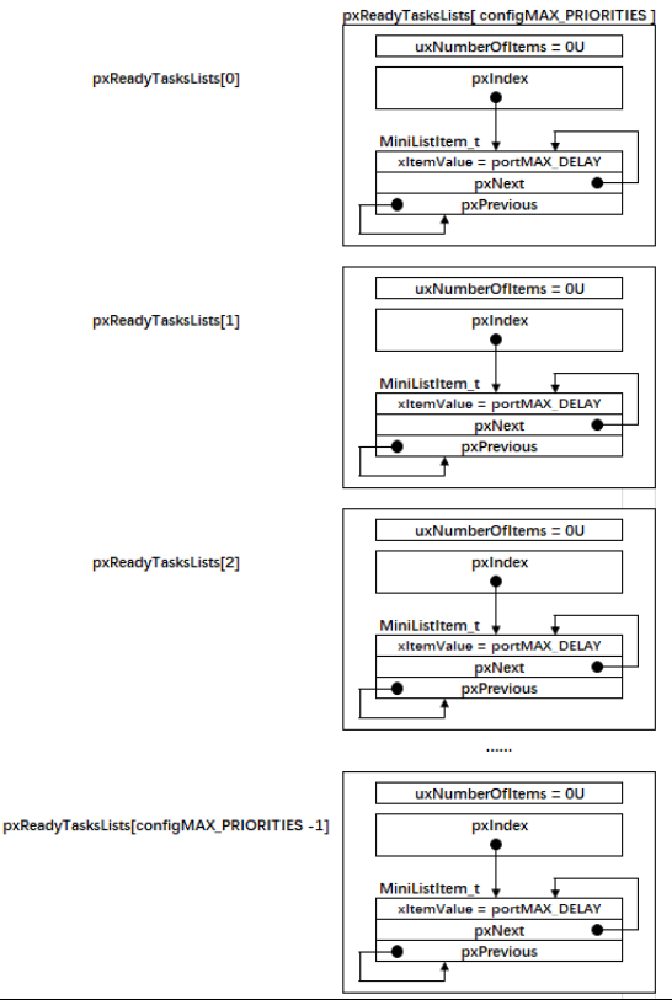 pxReadyTasksLists[ configMAX_PRIORITIES ]
uxNumberOfItems = 0U
pxReadyTasksLists[0]
pxIndex
MiniListItem_t
xItemValue = portMAX_DELAY
pxNext
pxPrevious
uxNumberOfItems = 0U
pxReadyTasksLists[1]
pxIndex
MiniListItem_t
xItemValue = portMAX_DELAY
pxNext
pxPrevious
uxNumberOfItems = 0U
pxReadyTasksLists[2]
pxIndex
MiniListItem_t
xItemValue = portMAX_DELAY
pxNext
pxPrevious
......
uxNumberOfItems = 0U
pxReadyTasksLists[configMAX_PRIORITIES -1]
pxIndex
MiniListItem_t
xItemValue = portMAX_DELAY
pxNext
pxPrevious